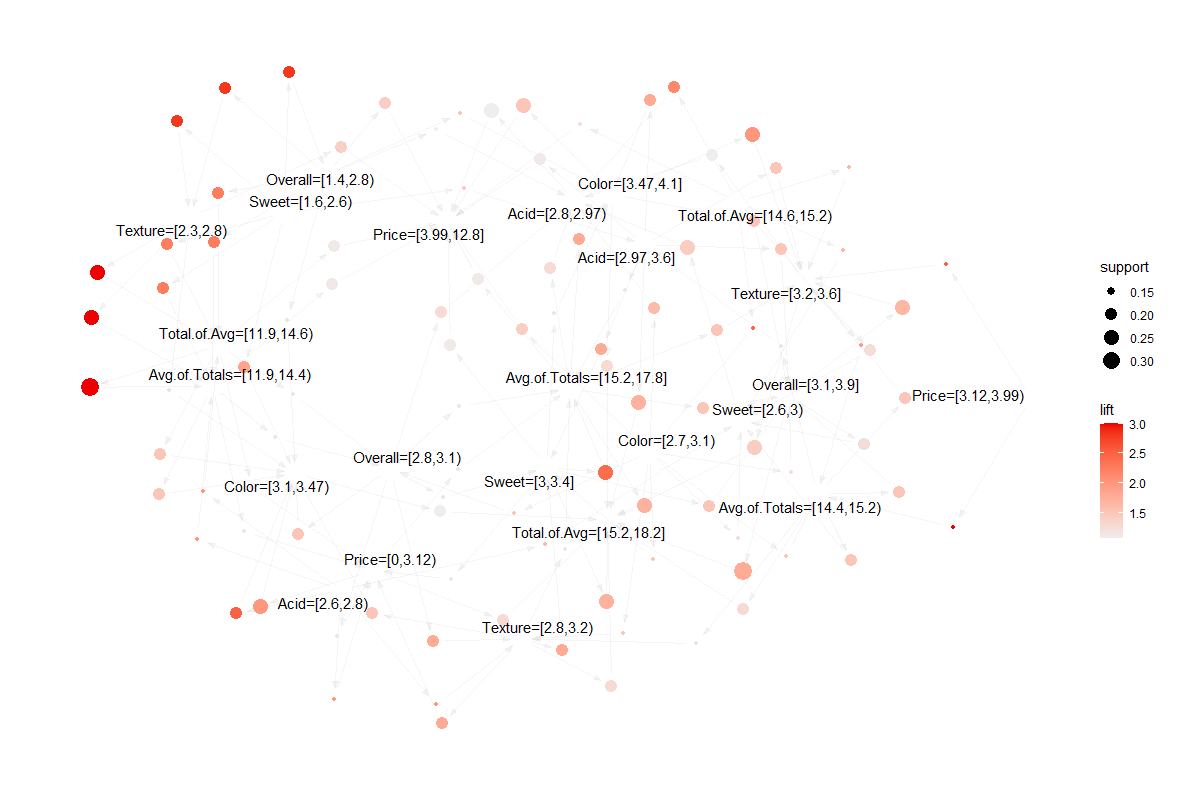 Overall=[1.4,2.8)
Color=[3.47,4.1]
Sweet=[1.6,2.6)
Acid=[2.8,2.97)
Total.of.Avg=[14.6,15.2)
Texture=[2.3,2.8)
Price=[3.99,12.8]
Acid=[2.97,3.6]
Texture=[3.2,3.6]
Total.of.Avg=[11.9,14.6)
Avg.of.Totals=[11.9,14.4)
Avg.of.Totals=[15.2,17.8]
Overall=[3.1,3.9]
Price=[3.12,3.99)
Sweet=[2.6,3)
Color=[2.7,3.1)
Overall=[2.8,3.1)
Sweet=[3,3.4]
Color=[3.1,3.47)
Avg.of.Totals=[14.4,15.2)
Total.of.Avg=[15.2,18.2]
Price=[0,3.12)
Acid=[2.6,2.8)
Texture=[2.8,3.2)
support
0.15
0.20
0.25
0.30
lift
3.0
2.5
2.0
1.5